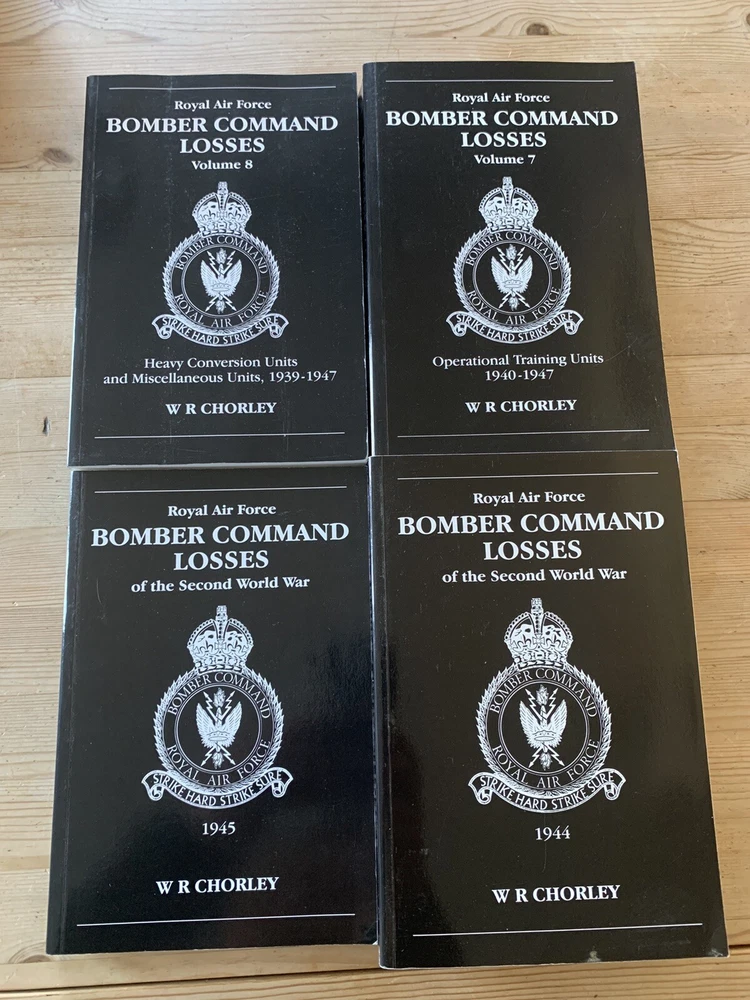 Royal Air Force
BOMBER COMMAND
LOSSES
Volume 8
BOMBER COMMAND
ROYAL AIR FORCE
STRIKE HARD STRIKE SURE
Heavy Conversion Units
and Miscellaneous Units, 1939-1947
W R CHORLEY
Royal Air Force
BOMBER COMMAND
LOSSES
Volume 7
BOMBER COMMAND
ROYAL AIR FORCE
STRIKE HARD STRIKE SURE
Operational Training Units
1940-1947
W R CHORLEY
Royal Air Force
BOMBER COMMAND
LOSSES
of the Second World War
BOMBER COMMAND
ROYAL AIR FORCE
STRIKE HARD STRIKE SURE
1945
W R CHORLEY
Royal Air Force
BOMBER COMMAND
LOSSES
of the Second World War
BOMBER COMMAND
ROYAL AIR FORCE
STRIKE HARD STRIKE SURE
1944
W R CHORLEY